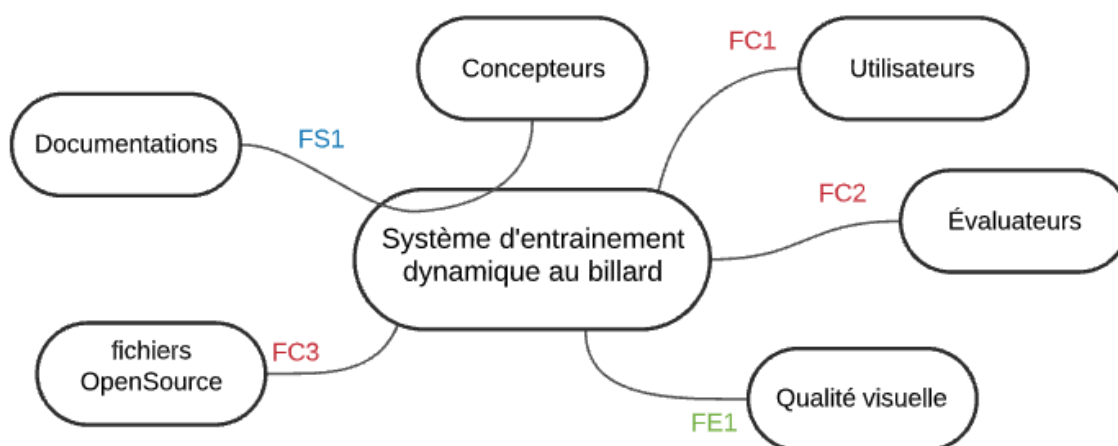 Concepteurs
FC1
Utilisateurs
Documentations
FS1
FC2
Évaluateurs
Système d'entrainement
dynamique au billard
fichiers
OpenSource
FC3
FE1
Qualité visuelle